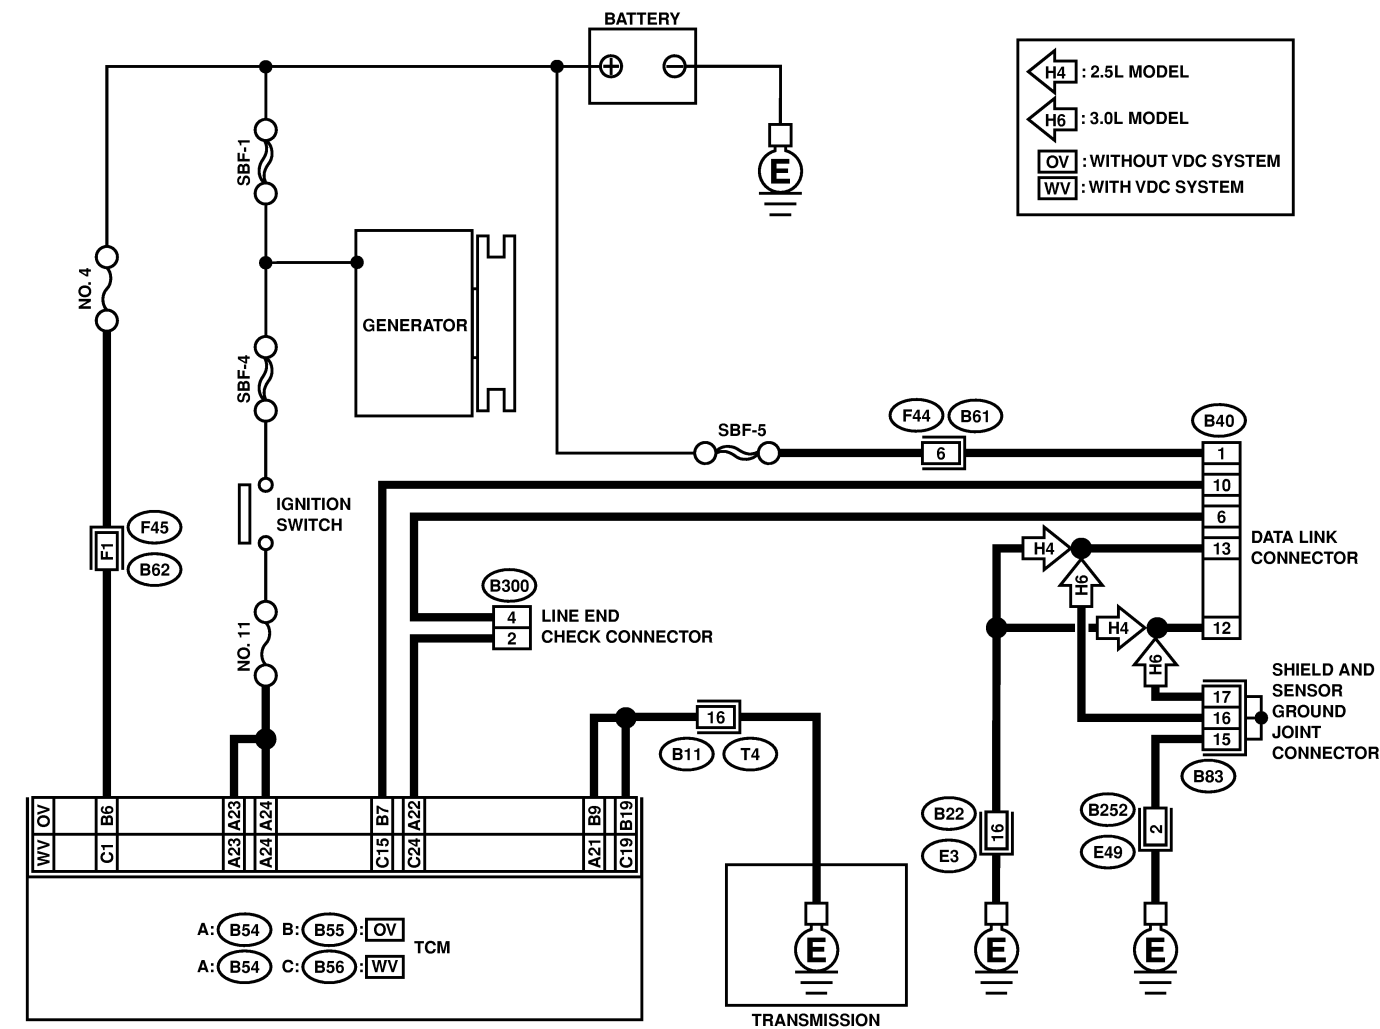 BATTERY
H4 : 2.5L MODEL
H6 : 3.0L MODEL
OV : WITHOUT VDC SYSTEM
WV : WITH VDC SYSTEM
E
SBF-1
NO. 4
GENERATOR
SBF-4
SBF-5
F44 B61
6
B40
1
10
6
13
12
DATA LINK
CONNECTOR
H4
H6
H4
H6
IGNITION
SWITCH
F1
F45
B62
B300
4
2
LINE END
CHECK CONNECTOR
NO. 11
SHIELD AND
SENSOR
GROUND
JOINT
CONNECTOR
17
16
15
B83
16
B11 T4
B22
16
E3
B252
2
E49
OV B6 A23 A24 B7 A22 B9 B19
WV C1 A23 A24 C15 C24 A21 C19
A: B54 B: B55 : OV
TCM
A: B54 C: B56 : WV
E
E
E
TRANSMISSION